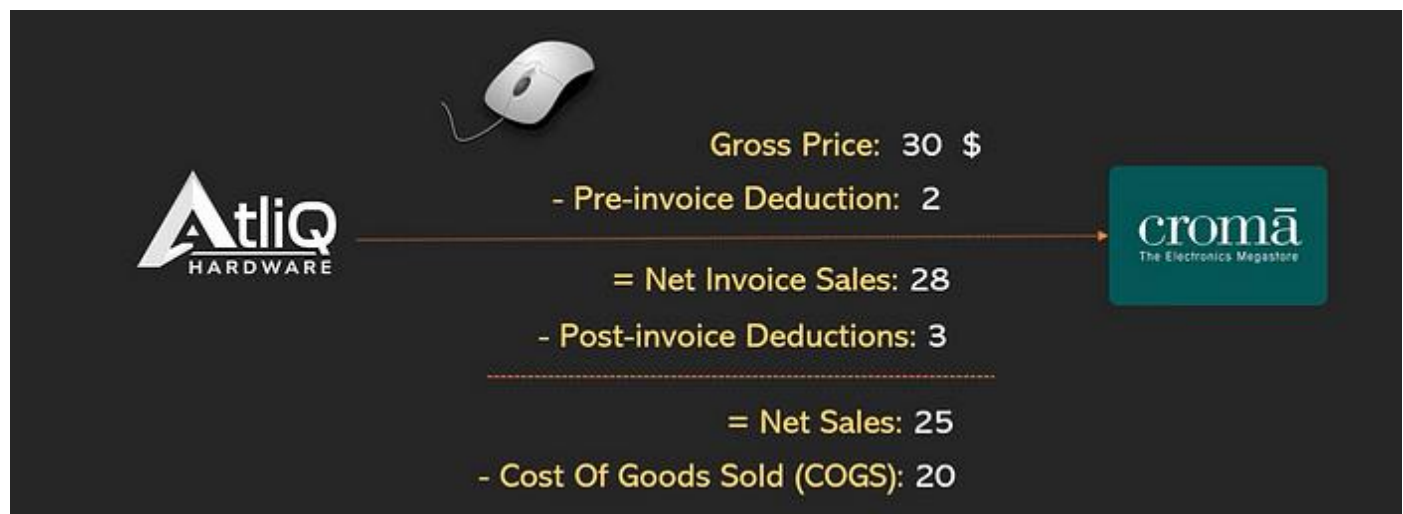 Gross Price: 30 $
- Pre-invoice Deduction: 2
AtliQ
HARDWARE
cromā
The Electronics Megastore
= Net Invoice Sales: 28
- Post-invoice Deductions: 3
= Net Sales: 25
- Cost Of Goods Sold (COGS): 20